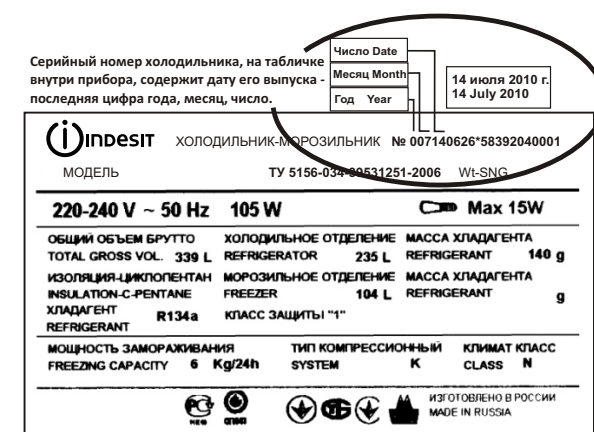 Число Date
Серийный номер холодильника, на табличке
внутри прибора, содержит дату его выпуска -
последняя цифра года, месяц, число.
Месяц Month
Год Year
14 июля 2010 г.
14 July 2010
INDESIT ХОЛОДИЛЬНИК-МОРОЗИЛЬНИК № 007140626*58392040001
МОДЕЛЬ ТУ 5156-034-39531251-2006 Wt-SNG
220-240 V ~ 50 Hz 105 W Max 15W
ОБЩИЙ ОБЪЕМ БРУТТО ХОЛОДИЛЬНОЕ ОТДЕЛЕНИЕ МАССА ХЛАДАГЕНТА
TOTAL GROSS VOL. 339 L REFRIGERATOR 235 L REFRIGERANT 140 g
ИЗОЛЯЦИЯ-ЦИКЛОПЕНТАН МОРОЗИЛЬНОЕ ОТДЕЛЕНИЕ МАССА ХЛАДАГЕНТА
INSULATION-C-PENTANE FREEZER 104 L REFRIGERANT g
ХЛАДАГЕНТ R134a КЛАСС ЗАЩИТЫ "1"
REFRIGERANT
МОЩНОСТЬ ЗАМОРАЖИВАНИЯ ТИП КОМПРЕССИОННЫЙ КЛИМАТ КЛАСС
FREEZING CAPACITY 6 Kg/24h SYSTEM K CLASS N
ИЗГОТОВЛЕНО В РОССИИ
MADE IN RUSSIA